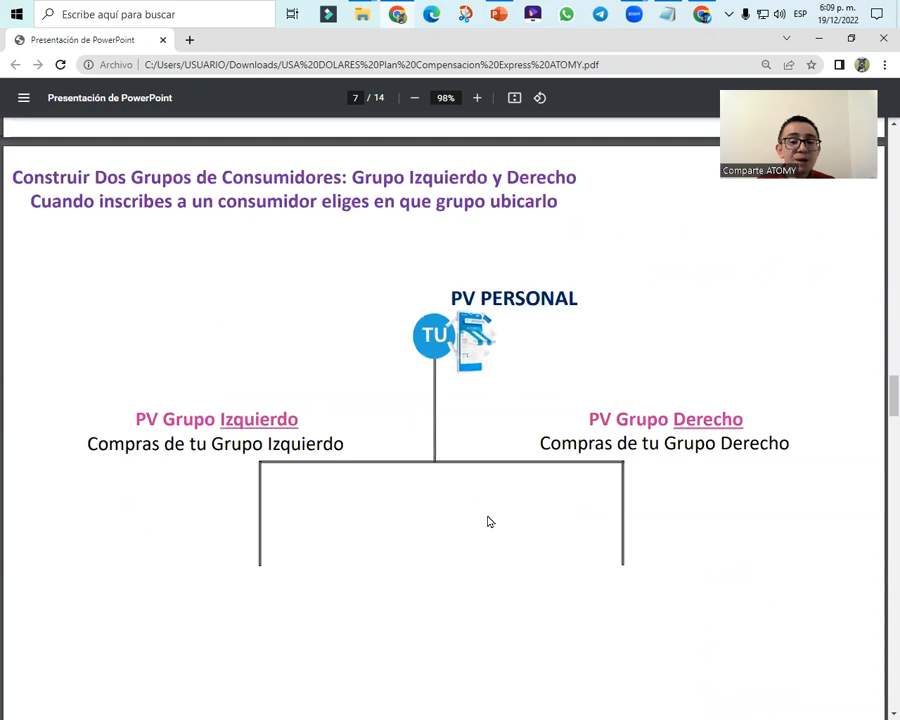 Escribe aquí para buscar
ESP
6:09 p. m.
19/12/2022
Presentación de PowerPoint
Archivo
C:/Users/USUARIO/Downloads/USA%20DOLARES%20Plan%20Compensacion%20Express%20ATOMY.pdf
Presentación de PowerPoint
7 / 14
98%
Comparte ATOMY
Construir Dos Grupos de Consumidores: Grupo Izquierdo y Derecho
Cuando inscribes a un consumidor eliges en que grupo ubicarlo
PV PERSONAL
TÚ
PV Grupo Izquierdo
Compras de tu Grupo Izquierdo
PV Grupo Derecho
Compras de tu Grupo Derecho